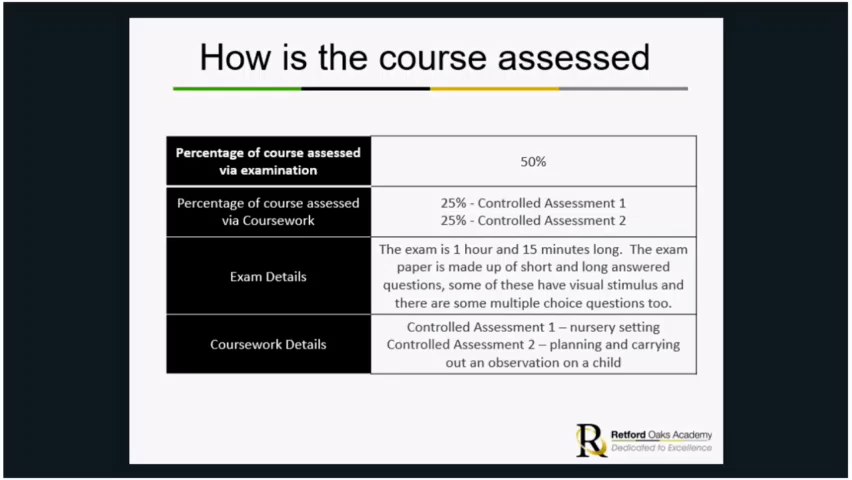 How is the course assessed
Percentage of course assessed
via examination
50%
Percentage of course assessed
via Coursework
25% - Controlled Assessment 1
25% - Controlled Assessment 2
Exam Details
The exam is 1 hour and 15 minutes long.  The exam
paper is made up of short and long answered
questions, some of these have visual stimulus and
there are some multiple choice questions too.
Coursework Details
Controlled Assessment 1 – nursery setting
Controlled Assessment 2 – planning and carrying
out an observation on a child
R
Retford Oaks Academy
Dedicated to Excellence